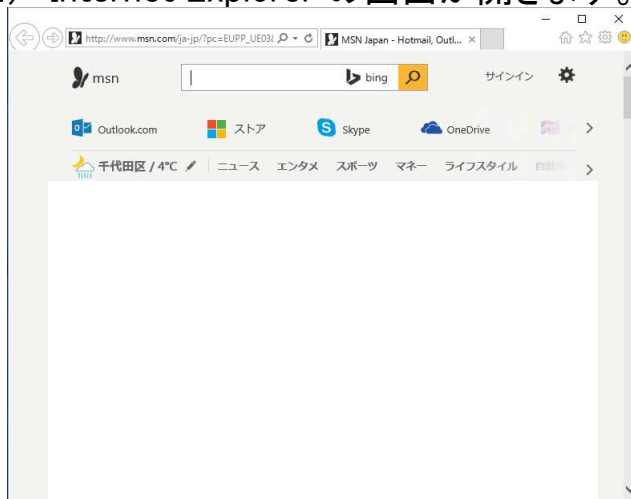 Internet Explorer の画面が開きます。
http://www.msn.com/ja-jp/?pc=EUPP_UE03(
MSN Japan - Hotmail, Outl...
msn
bing
サインイン
Outlook.com
ストア
Skype
OneDrive
千代田区 / 4℃
ニュース エンタメ スポーツ マネー ライフスタイル 自動車